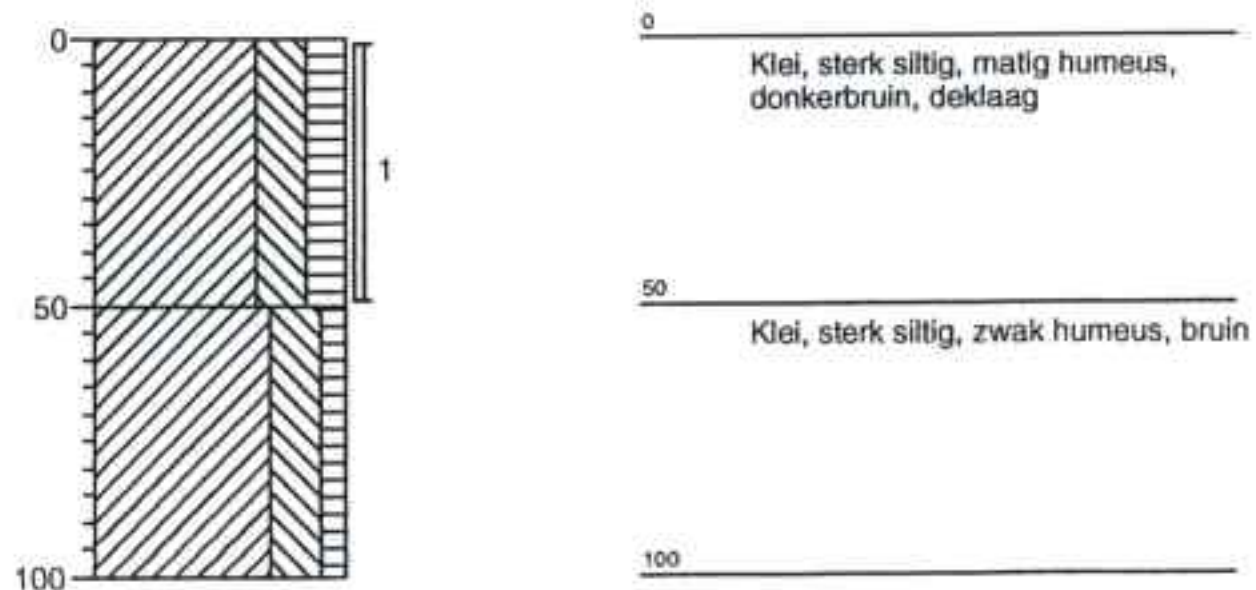 0
1
50
100
0
Klei, sterk siltig, matig humeus,
donkerbruin, deklaag
50
Klei, sterk siltig, zwak humeus, bruin
100